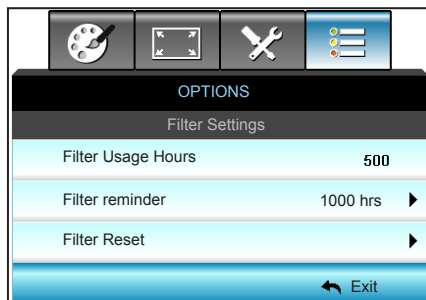 OPTIONS
Filter Settings
Filter Usage Hours 500
Filter reminder 1000 hrs
Filter Reset
Exit